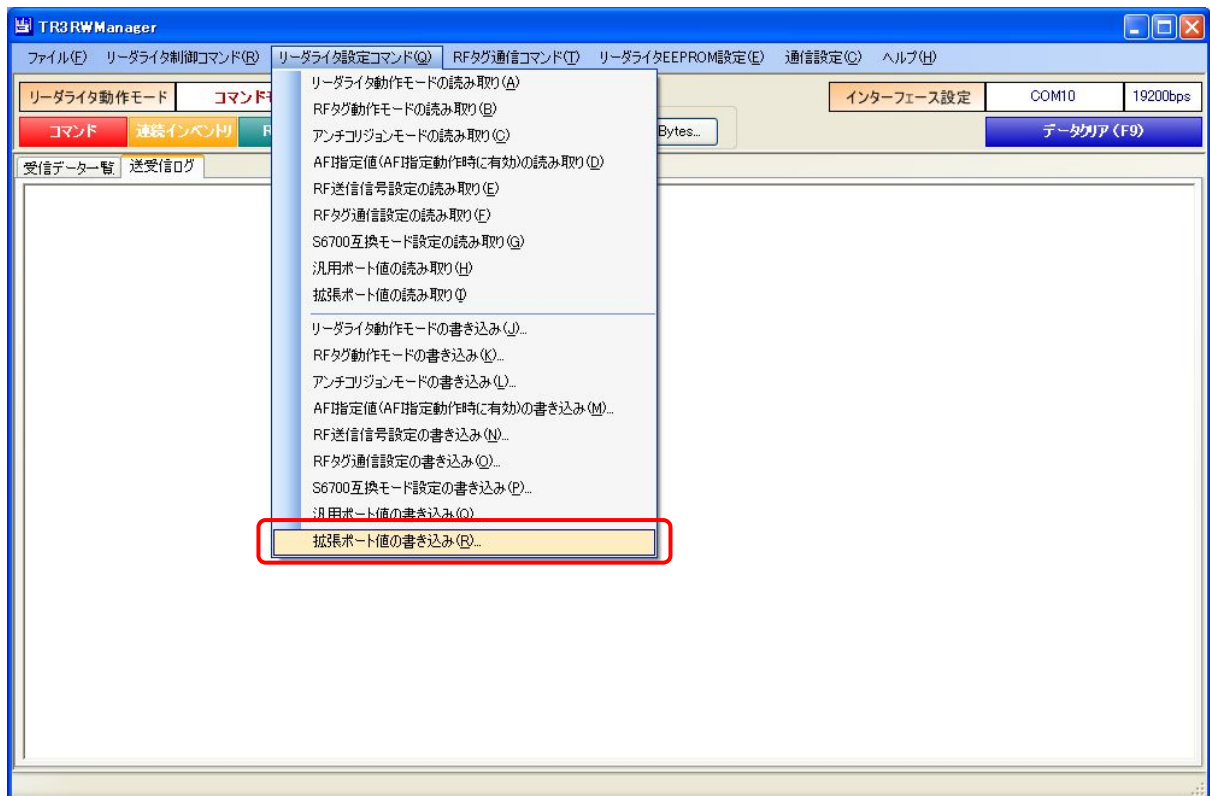 TR3RWManager
ファイル(F) リーダライタ制御コマンド(R) リーダライタ設定コマンド(Q) RFタグ通信コマンド(T) リーダライタEEPROM設定(E) 通信設定(C) ヘルプ(H)
リーダライタ動作モード コマンドモ インターフェース設定 COM10 19200bps
コマンド 連続インベントリ R Bytes... データクリア (F9)
受信データ一覧 送受信ログ
リーダライタ動作モードの読み取り(A)
RFタグ動作モードの読み取り(B)
アンチコリジョンモードの読み取り(C)
AFI指定値(AFI指定動作時に有効)の読み取り(D)
RF送信信号設定の読み取り(E)
RFタグ通信設定の読み取り(F)
S6700互換モード設定の読み取り(G)
汎用ポート値の読み取り(H)
拡張ポート値の読み取り(I)
リーダライタ動作モードの書き込み(J)...
RFタグ動作モードの書き込み(K)...
アンチコリジョンモードの書き込み(L)...
AFI指定値(AFI指定動作時に有効)の書き込み(M)...
RF送信信号設定の書き込み(N)...
RFタグ通信設定の書き込み(O)...
S6700互換モード設定の書き込み(P)...
汎用ポート値の書き込み(Q)
拡張ポート値の書き込み(R)...